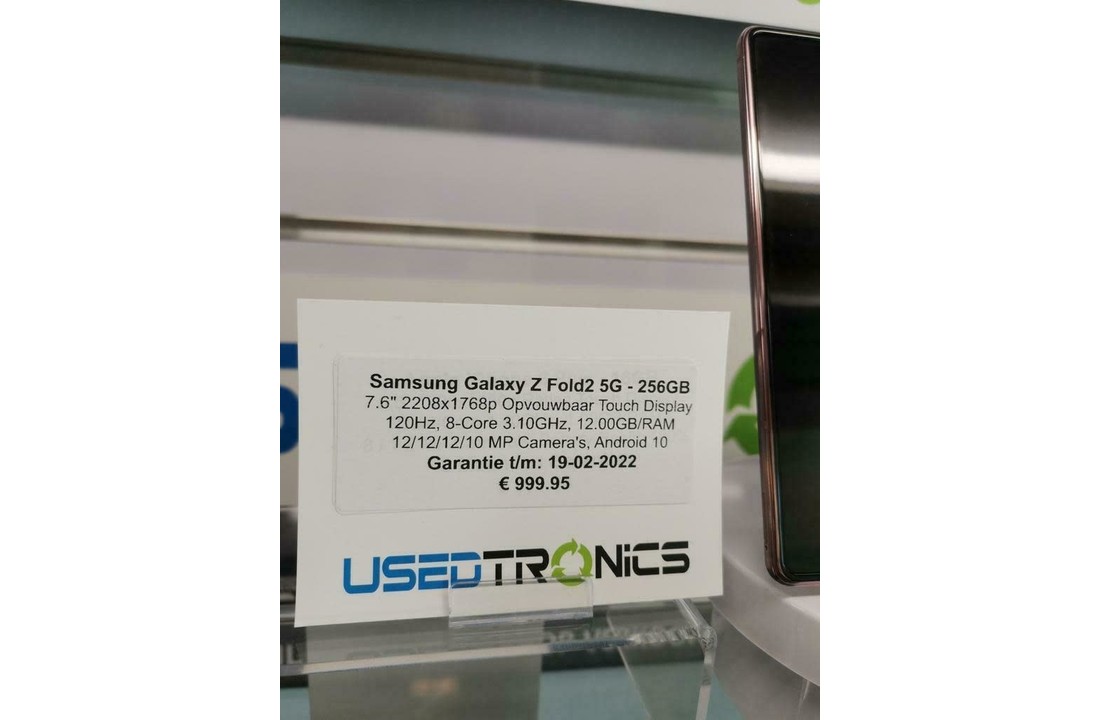 Samsung Galaxy Z Fold2 5G - 256GB
7.6" 2208x1768p Opvouwbaar Touch Display
120Hz, 8-Core 3.10GHz, 12.00GB/RAM
12/12/12/10 MP Camera's, Android 10
Garantie t/m: 19-02-2022
€ 999.95
USEDTRONiCS